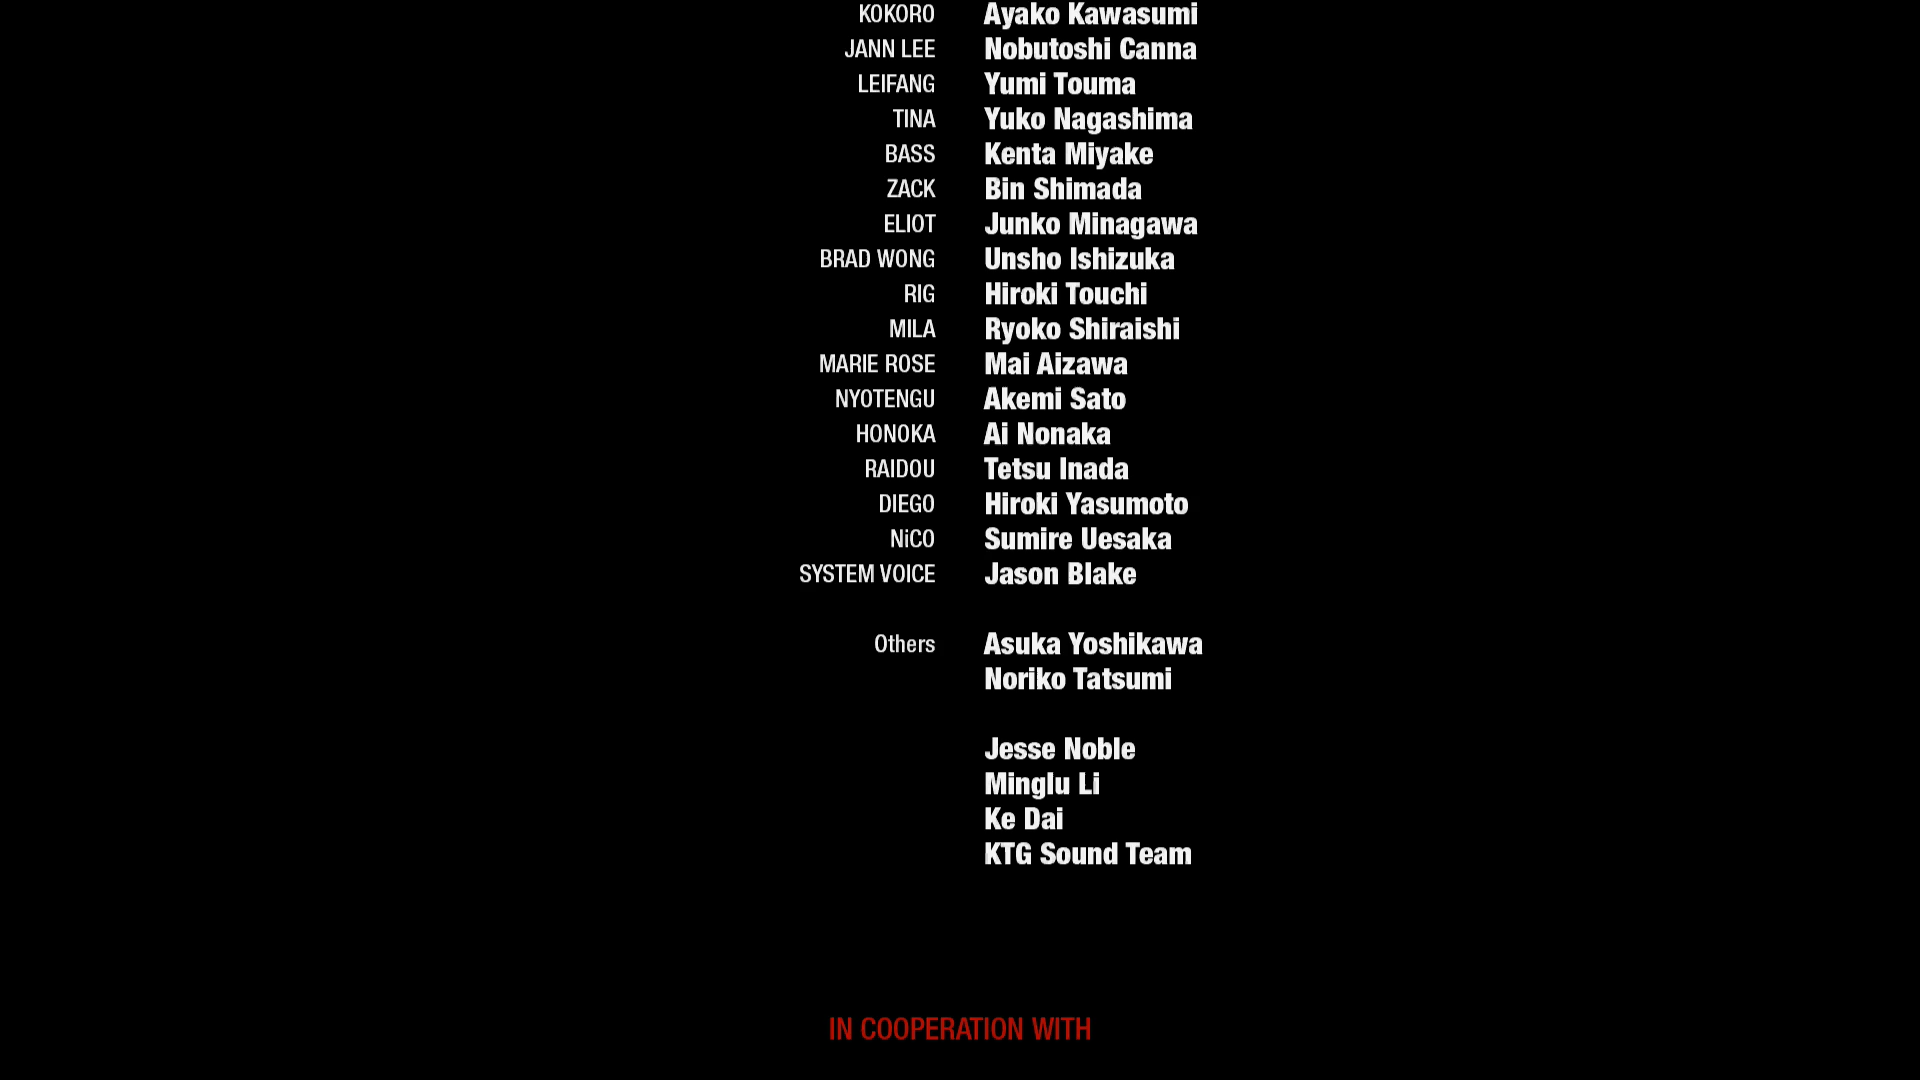 KOKORO Ayako Kawasumi
JANN LEE Nobutoshi Canna
LEIFANG Yumi Touma
TINA Yuko Nagashima
BASS Kenta Miyake
ZACK Bin Shimada
ELIOT Junko Minagawa
BRAD WONG Unsho Ishizuka
RIG Hiroki Touchi
MILA Ryoko Shiraishi
MARIE ROSE Mai Aizawa
NYOTENGU Akemi Sato
HONOKA Ai Nonaka
RAIDOU Tetsu Inada
DIEGO Hiroki Yasumoto
NiCO Sumire Uesaka
SYSTEM VOICE Jason Blake
Others Asuka Yoshikawa
Noriko Tatsumi
Jesse Noble
Minglu Li
Ke Dai
KTG Sound Team
IN COOPERATION WITH